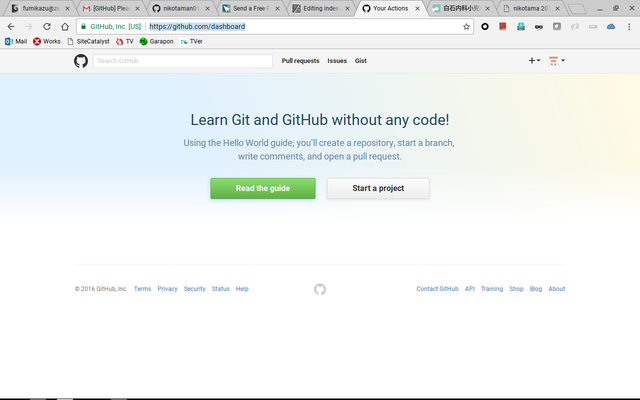 fumikazu@zs
[GitHub] Plea
nikotaman0
Send a Free F
Editing index
Your Actions
白石内科小児
nikotama 20
GitHub, Inc. [US]
https://github.com/dashboard
Mail
Works
SiteCatalyst
TV
Garapon
TVer
Search GitHub
Pull requests
Issues
Gist
Learn Git and GitHub without any code!
Using the Hello World guide, you'll create a repository, start a branch,
write comments, and open a pull request.
Read the guide
Start a project
© 2016 GitHub, Inc.
Terms
Privacy
Security
Status
Help
Contact GitHub
API
Training
Shop
Blog
About